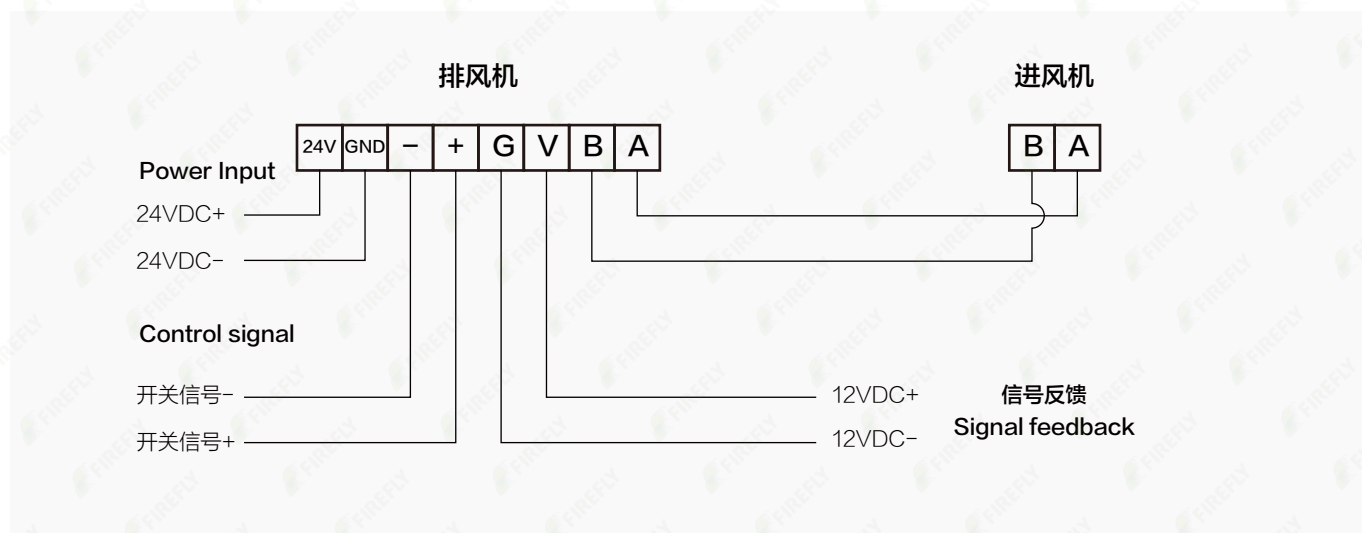 排风机
进风机
24V GND - + G V B A
B A
Power Input
24VDC+
24VDC-
Control signal
开关信号-
开关信号+
12VDC+
12VDC-
信号反馈
Signal feedback
FIREFLY